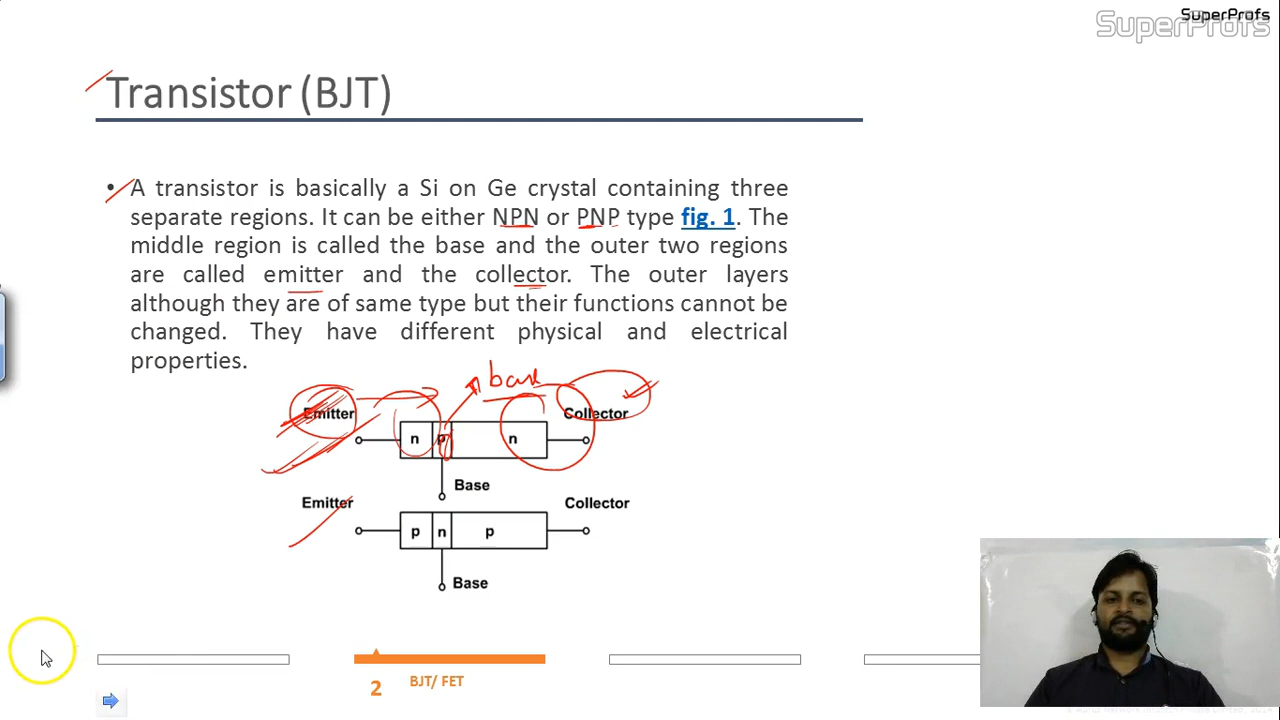 SuperProfs
SuperProfs
Transistor (BJT)
• A transistor is basically a Si on Ge crystal containing three
separate regions. It can be either NPN or PNP type fig. 1. The
middle region is called the base and the outer two regions
are called emitter and the collector. The outer layers
although they are of same type but their functions cannot be
changed. They have different physical and electrical
properties.
base
Emitter
Collector
n
p
n
Base
Emitter
Collector
p
n
p
Base
2
BJT/ FET